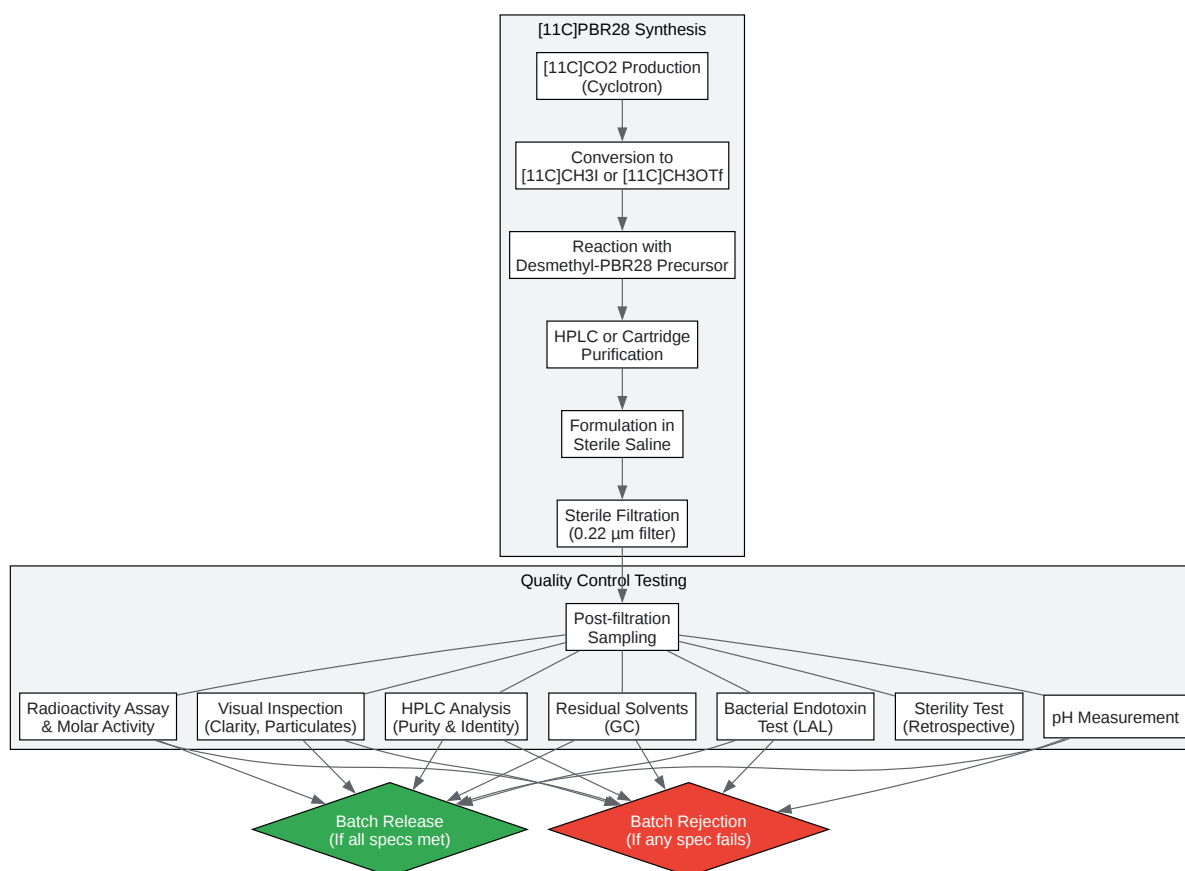 [11C]PBR28 Synthesis
[11C]CO2 Production
(Cyclotron)
Conversion to
[11C]CH3I or [11C]CH3OTf
Reaction with
Desmethyl-PBR28 Precursor
HPLC or Cartridge
Purification
Formulation in
Sterile Saline
Sterile Filtration
(0.22 µm filter)
Quality Control Testing
Post-filtration
Sampling
Radioactivity Assay
& Molar Activity
Visual Inspection
(Clarity, Particulates)
HPLC Analysis
(Purity & Identity)
Residual Solvents
(GC)
Bacterial Endotoxin
Test (LAL)
Sterility Test
(Retrospective)
pH Measurement
Batch Release
(If all specs met)
Batch Rejection
(If any spec fails)